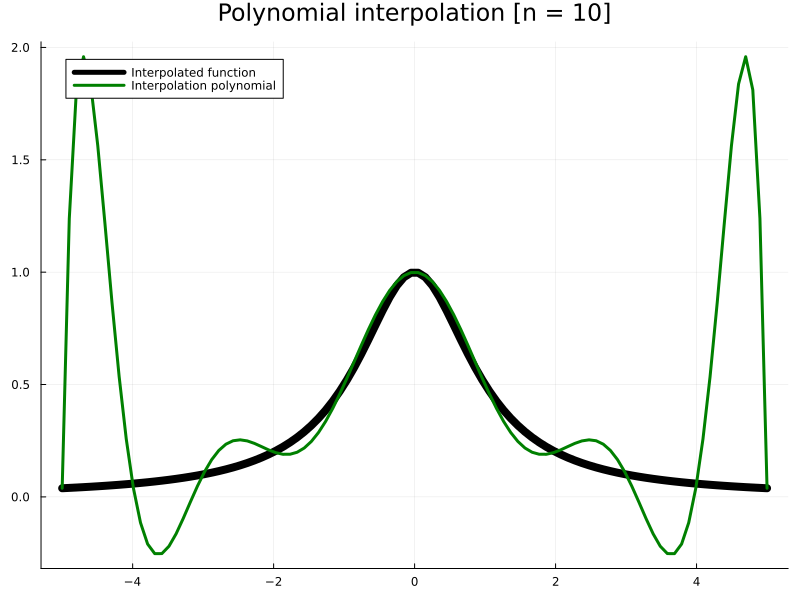 Polynomial interpolation [n = 10]
2.0
Interpolated function
Interpolation polynomial
1.5
1.0
0.5
0.0
−4 −2 0 2 4